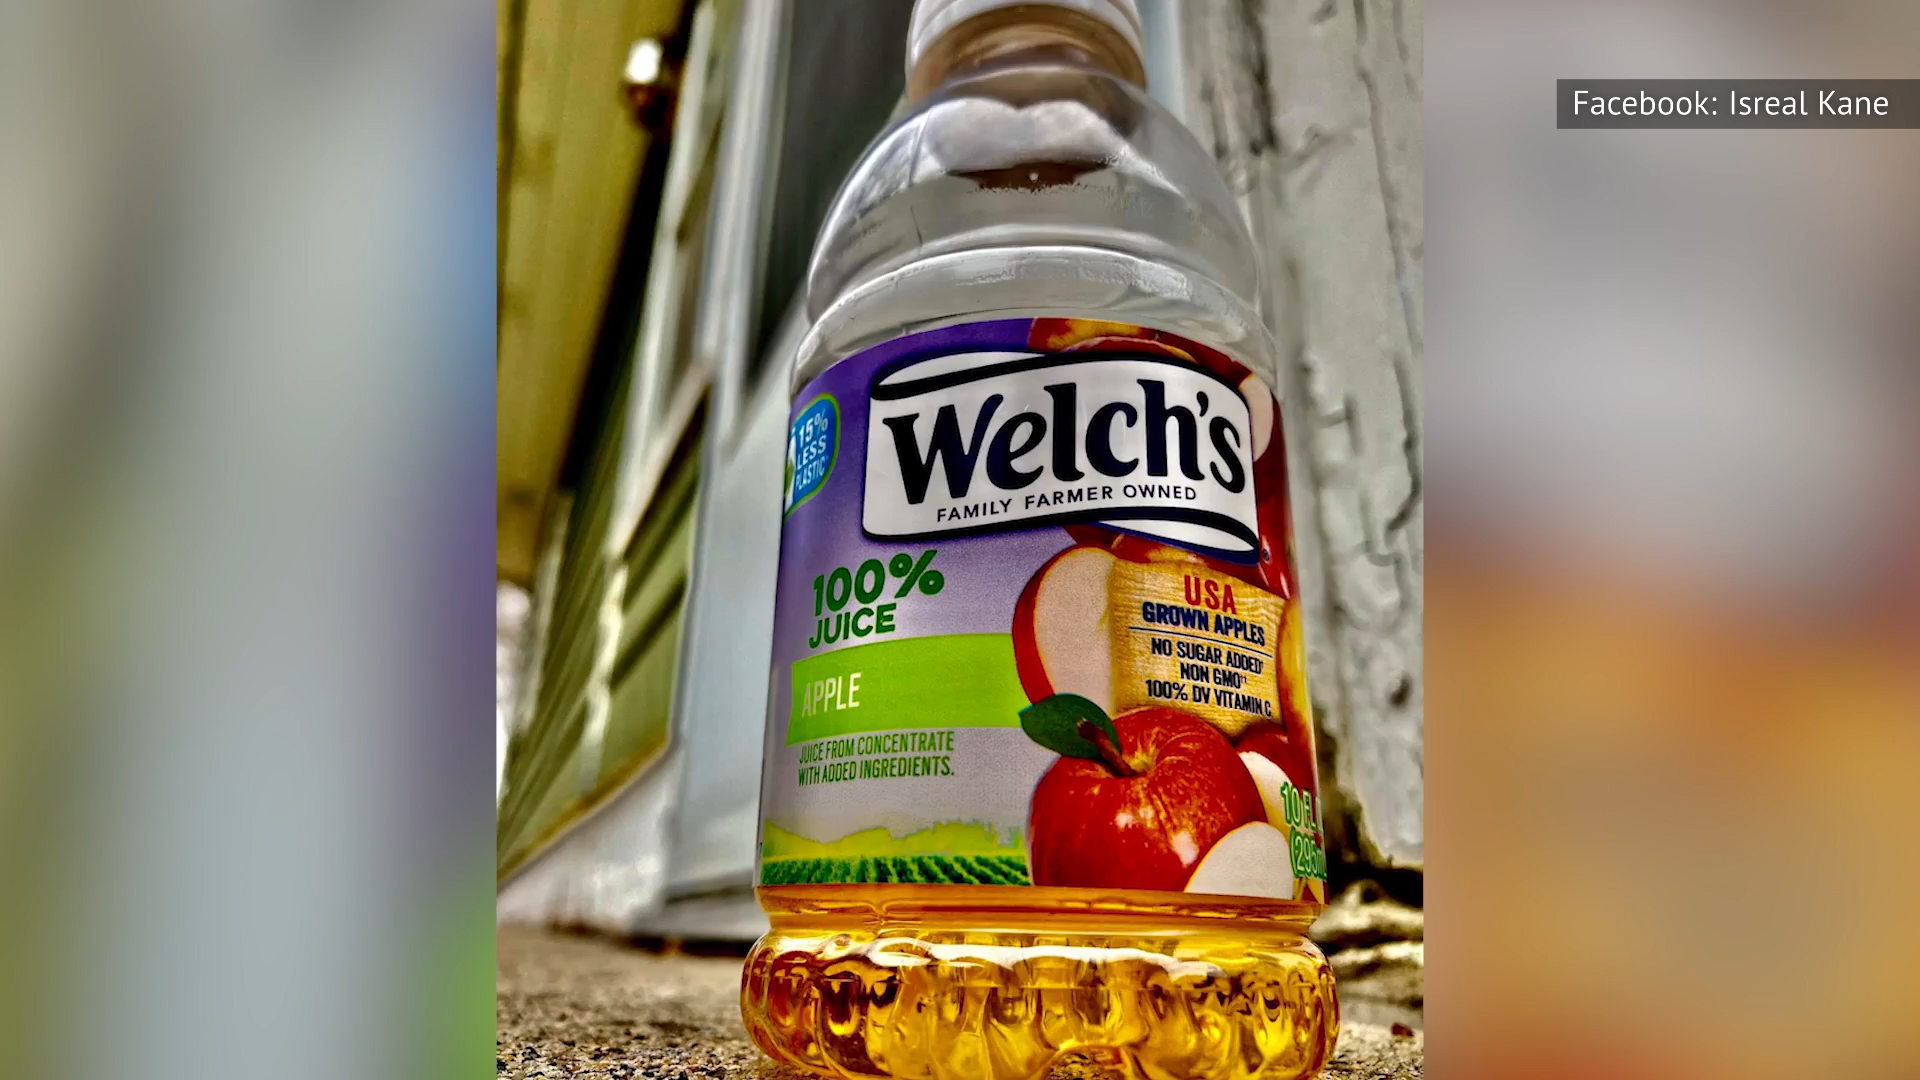 Facebook: Isreal Kane
15%
LESS
PLASTIC
Welch's
FAMILY FARMER OWNED
100%
JUICE
APPLE
JUICE FROM CONCENTRATE
WITH ADDED INGREDIENTS.
USA
GROWN APPLES
NO SUGAR ADDED†
NON GMO††
100% DV VITAMIN C
10 FL
(295m